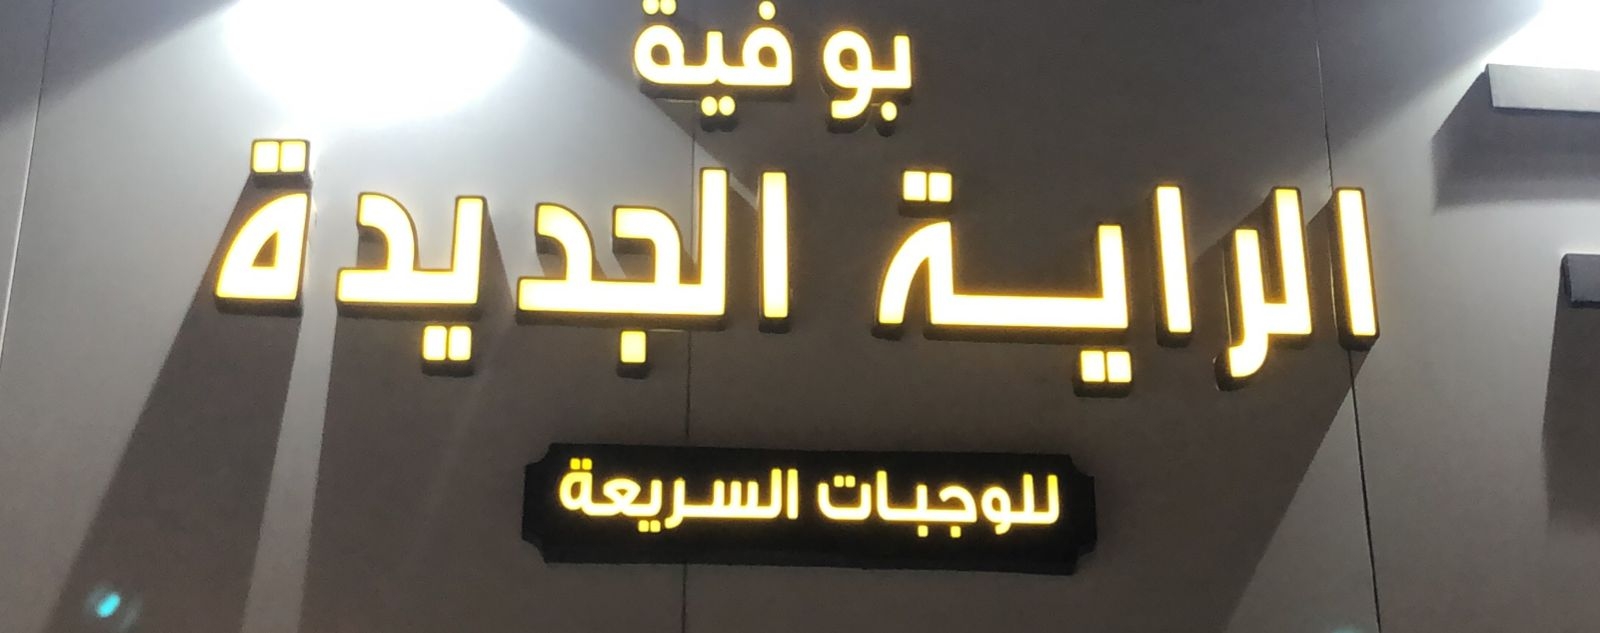 بوفية
الراية الجديدة
للوجبات السريعة